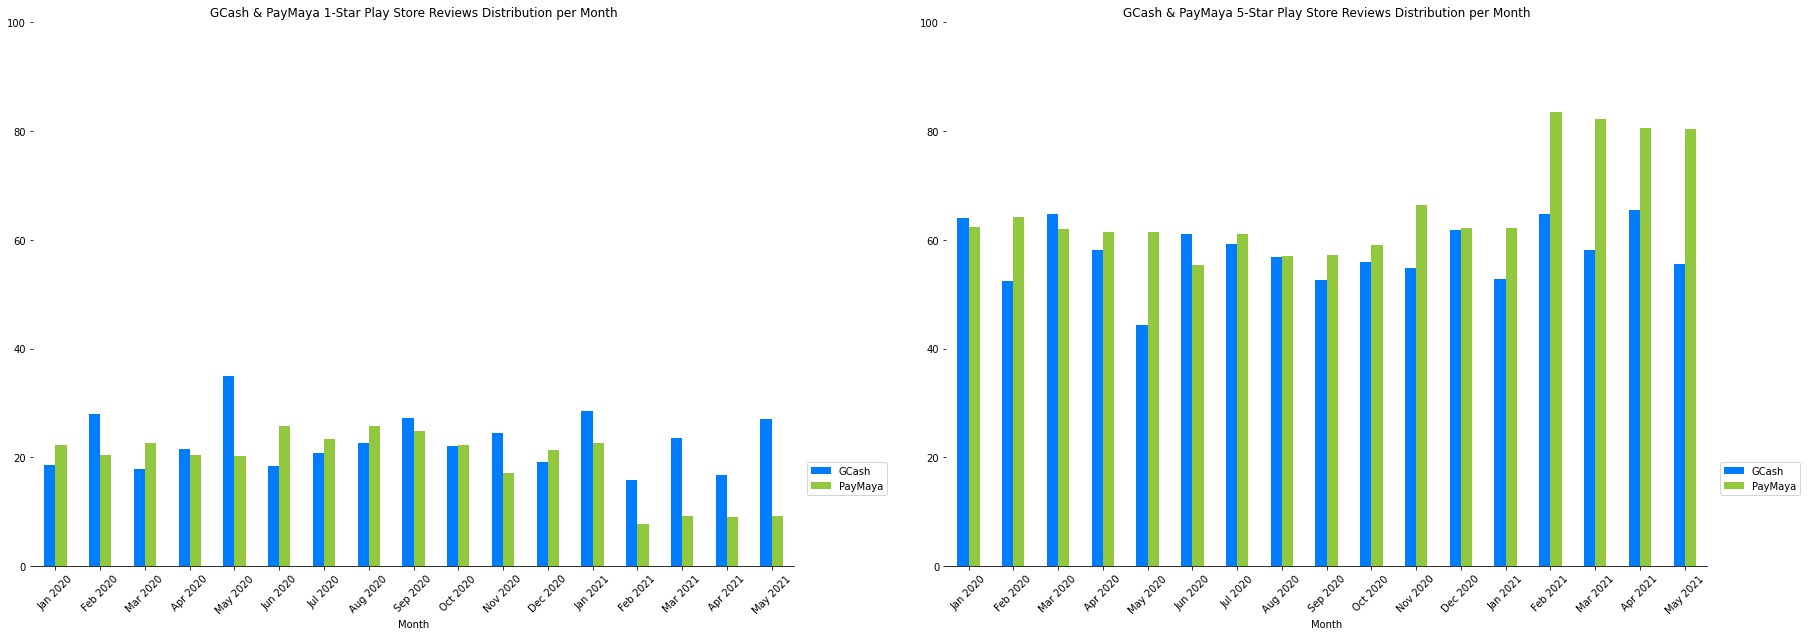 GCash & PayMaya 1-Star Play Store Reviews Distribution per Month
100
80
60
40
20
0
Jan 2020
Feb 2020
Mar 2020
Apr 2020
May 2020
Jun 2020
Jul 2020
Aug 2020
Sep 2020
Oct 2020
Nov 2020
Dec 2020
Jan 2021
Feb 2021
Mar 2021
Apr 2021
May 2021
Month
GCash
PayMaya
GCash & PayMaya 5-Star Play Store Reviews Distribution per Month
100
80
60
40
20
0
Jan 2020
Feb 2020
Mar 2020
Apr 2020
May 2020
Jun 2020
Jul 2020
Aug 2020
Sep 2020
Oct 2020
Nov 2020
Dec 2020
Jan 2021
Feb 2021
Mar 2021
Apr 2021
May 2021
Month
GCash
PayMaya